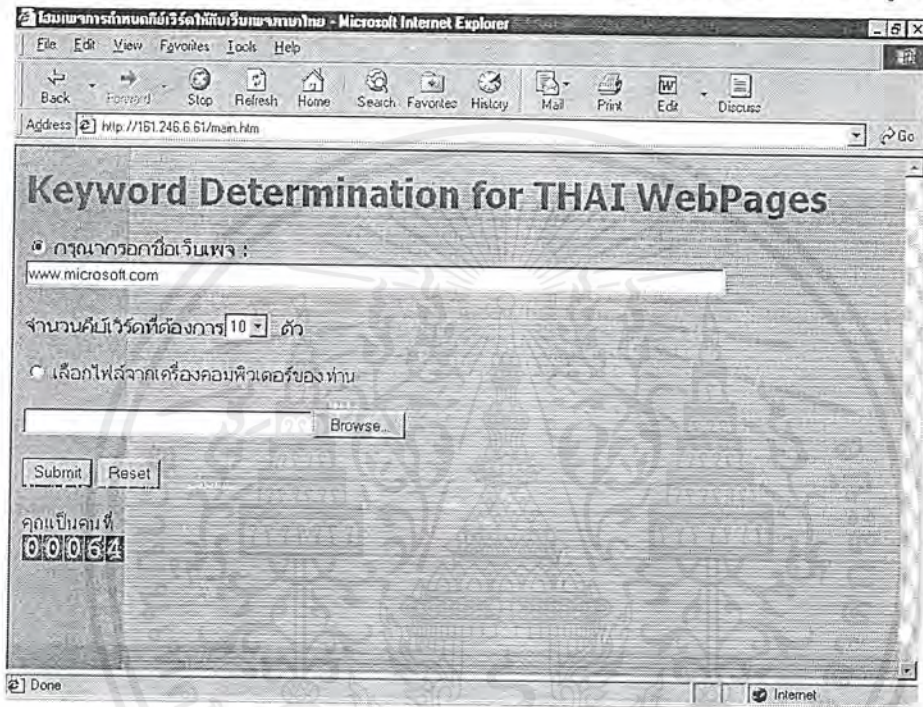 โฮมเพจการกำหนดคีย์เวิร์ดให้กับเว็บเพจภาษาไทย - Microsoft Internet Explorer
File Edit View Favorites Tools Help
Back Forward Stop Refresh Home Search Favorites History Mail Print Edit Discuss
Address http://161.246.6.61/main.htm Go
Keyword Determination for THAI WebPages
กรุณากรอกชื่อเว็บเพจ :
www.microsoft.com
จำนวนคีย์เวิร์ดที่ต้องการ 10 ตัว
เลือกไฟล์จากเครื่องคอมพิวเตอร์ของท่าน
Browse...
Submit Reset
คุณเป็นคนที่
00064
Done Internet